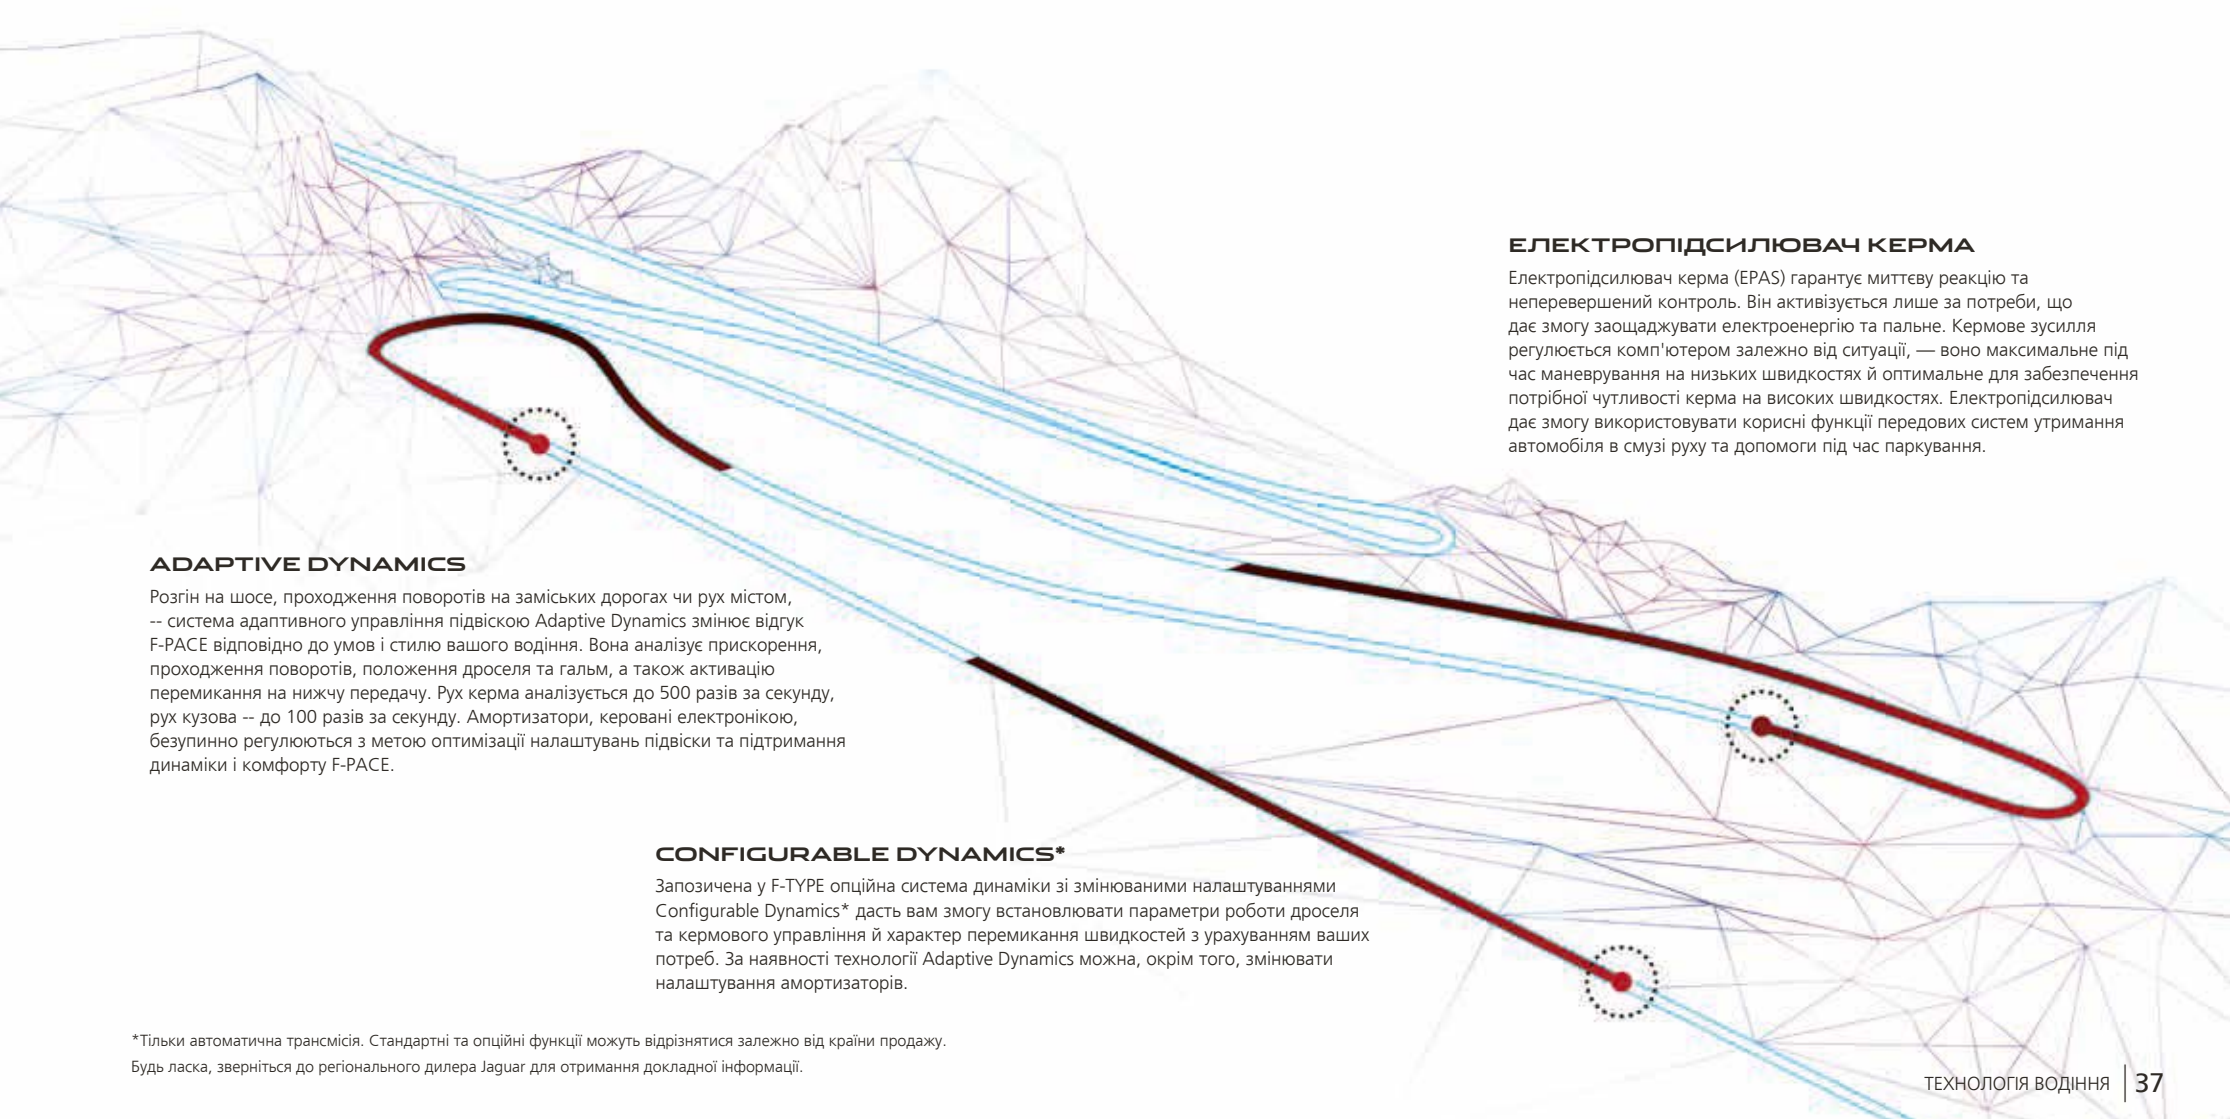 ЕЛЕКТРОПІДСИЛЮВАЧ КЕРМА
Електропідсилювач керма (EPAS) гарантує миттєву реакцію та
неперевершений контроль. Він активізується лише за потреби, що
дає змогу заощаджувати електроенергію та пальне. Кермове зусилля
регулюється комп'ютером залежно від ситуації, — воно максимальне під
час маневрування на низьких швидкостях й оптимальне для забезпечення
потрібної чутливості керма на високих швидкостях. Електропідсилювач
дає змогу використовувати корисні функції передових систем утримання
автомобіля в смузі руху та допомоги під час паркування.
ADAPTIVE DYNAMICS
Розгін на шосе, проходження поворотів на заміських дорогах чи рух містом,
-- система адаптивного управління підвіскою Adaptive Dynamics змінює відгук
F-PACE відповідно до умов і стилю вашого водіння. Вона аналізує прискорення,
проходження поворотів, положення дроселя та гальм, а також активацію
перемикання на нижчу передачу. Рух керма аналізується до 500 разів за секунду,
рух кузова -- до 100 разів за секунду. Амортизатори, керовані електронікою,
безупинно регулюються з метою оптимізації налаштувань підвіски та підтримання
динаміки і комфорту F-PACE.
CONFIGURABLE DYNAMICS*
Запозичена у F-TYPE опційна система динаміки зі змінюваними налаштуваннями
Configurable Dynamics* дасть вам змогу встановлювати параметри роботи дроселя
та кермового управління й характер перемикання швидкостей з урахуванням ваших
потреб. За наявності технології Adaptive Dynamics можна, окрім того, змінювати
налаштування амортизаторів.
*Тільки автоматична трансмісія. Стандартні та опційні функції можуть відрізнятися залежно від країни продажу.
Будь ласка, зверніться до регіонального дилера Jaguar для отримання докладної інформації.
ТЕХНОЛОГІЯ ВОДІННЯ 37